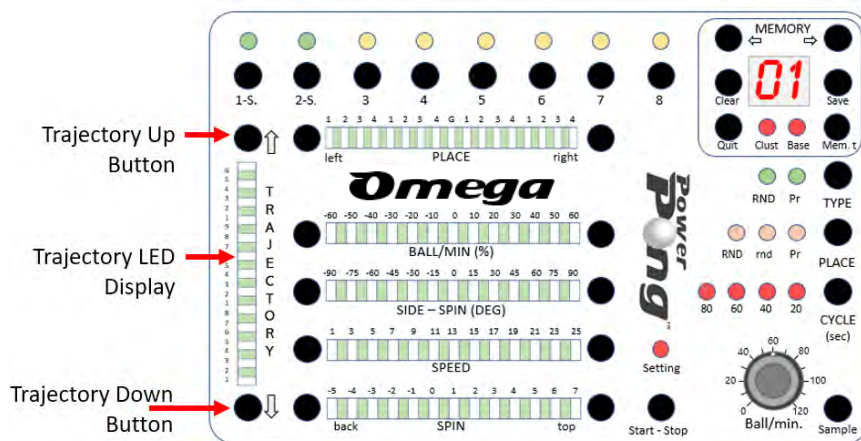 MEMORY
01
Clear
Save
1-S.
2-S.
3
4
5
6
7
8
Quit
Clust
Base
Mem. t
Trajectory Up
Button
1 2 3 4 1 2 3 4 G 1 2 3 4 1 2 3 4
left
PLACE
right
Omega
Power
Pong
RND
Pr
TYPE
TRAJECTORY
-60 -50 -40 -30 -20 -10 0 10 20 30 40 50 60
BALL/MIN (%)
RND
rnd
Pr
PLACE
Trajectory LED
Display
-90 -75 -60 -45 -30 -15 0 15 30 45 60 75 90
SIDE – SPIN (DEG)
80
60
40
20
CYCLE
(sec)
1 3 5 7 9 11 13 15 17 19 21 23 25
SPEED
Setting
0 20 40 60 80 100 120
Ball/min.
Trajectory Down
Button
-5 -4 -3 -2 -1 0 1 2 3 4 5 6 7
back
SPIN
top
Start - Stop
Sample